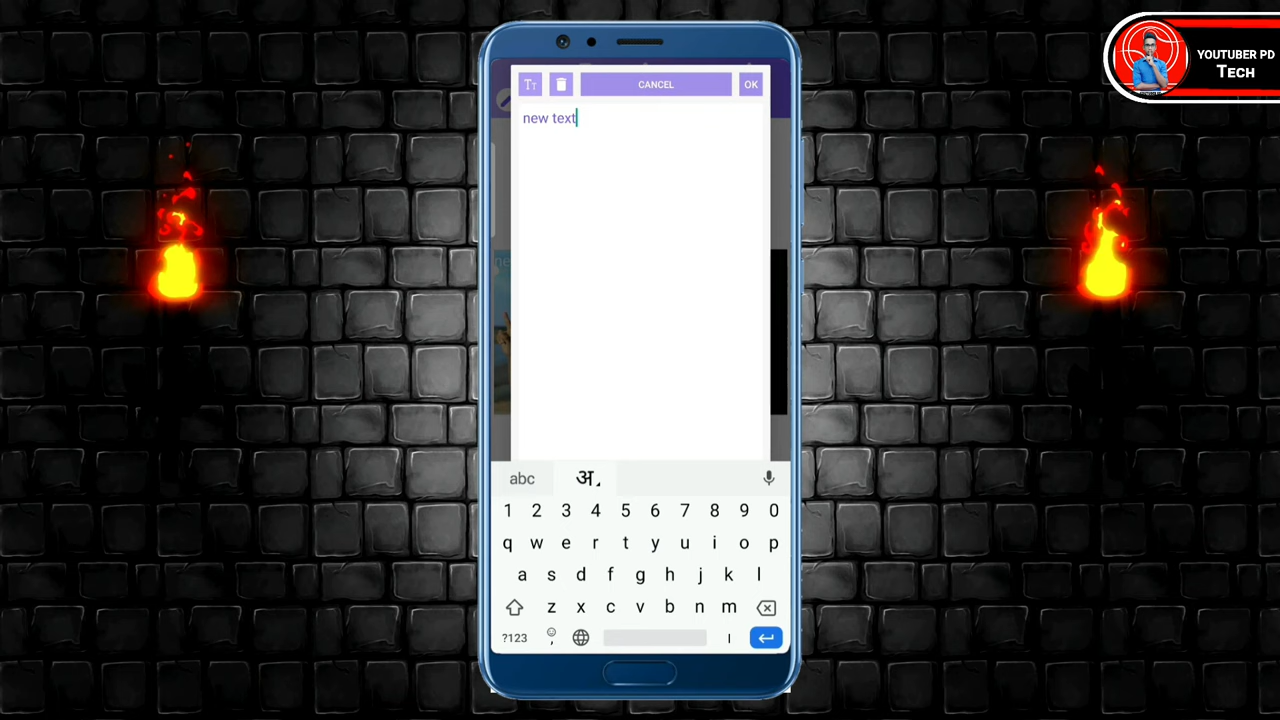 YOUTUBER PD
TECH
TT
CANCEL
OK
new text
abc
अ
1 2 3 4 5 6 7 8 9 0
q w e r t y u i o p
a s d f g h j k l
z x c v b n m
?123 , ।